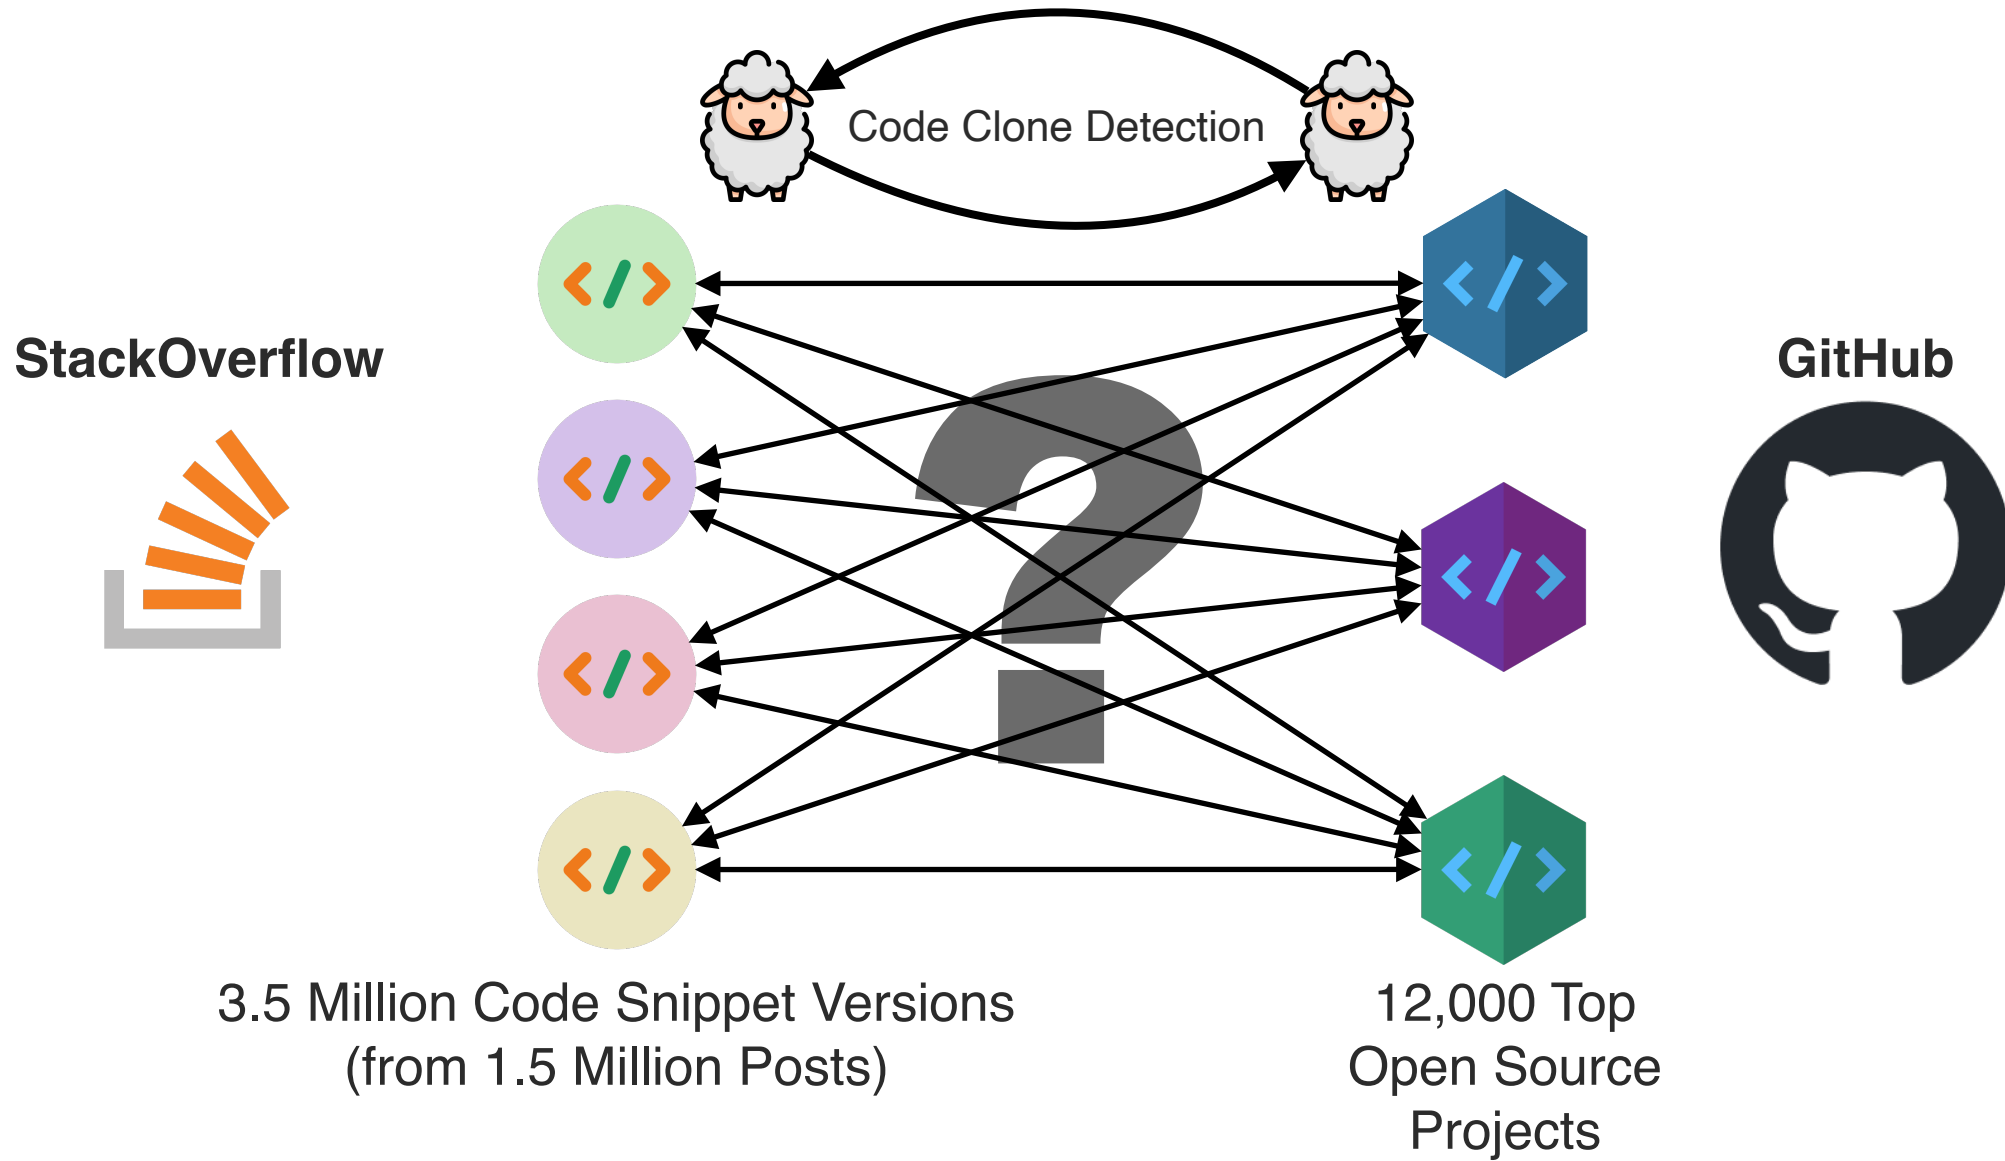 Code Clone Detection
StackOverflow
GitHub
?
3.5 Million Code Snippet Versions
(from 1.5 Million Posts)
12,000 Top
Open Source
Projects